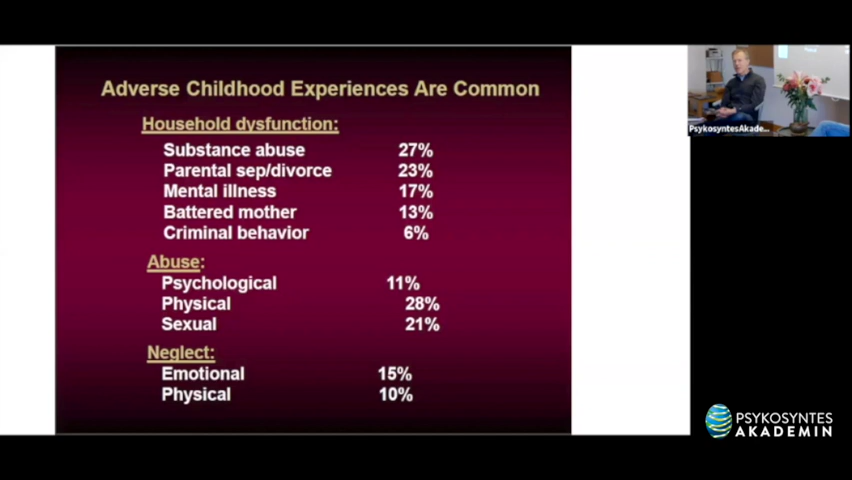 Adverse Childhood Experiences Are Common
Household dysfunction:
Substance abuse 27%
Parental sep/divorce 23%
Mental illness 17%
Battered mother 13%
Criminal behavior 6%
Abuse:
Psychological 11%
Physical 28%
Sexual 21%
Neglect:
Emotional 15%
Physical 10%
PsykosyntesAkade...
PSYKOSYNTES
AKADEMIN